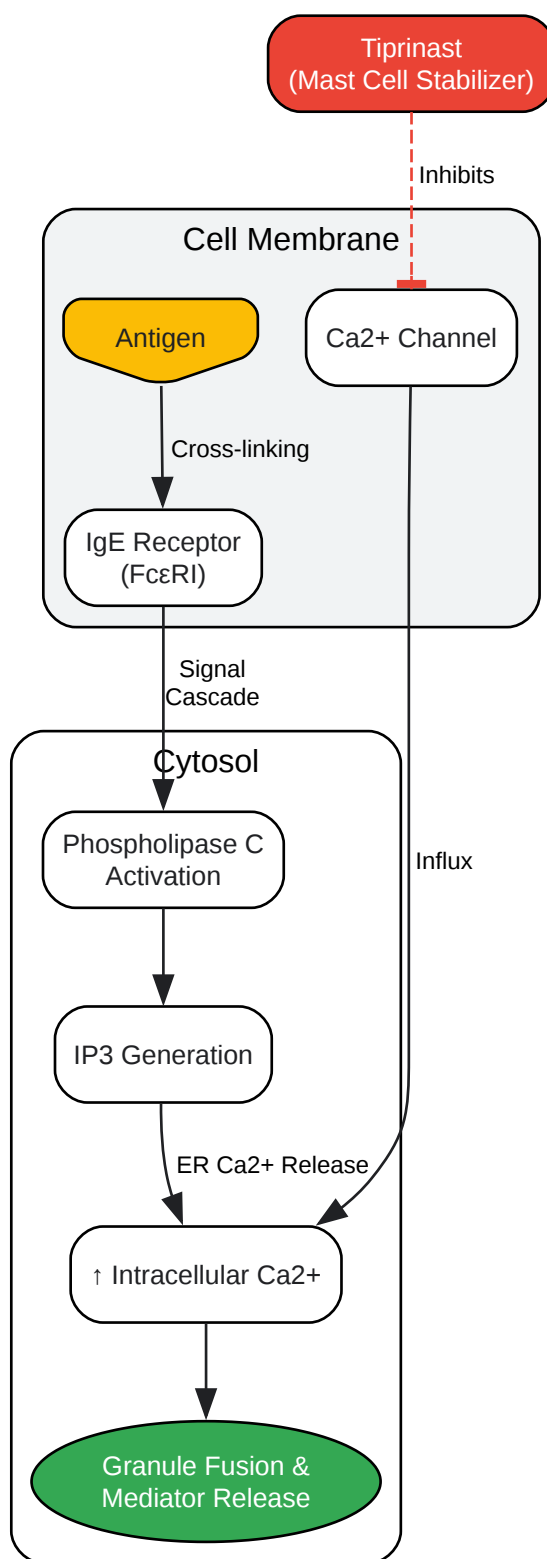 Tiprinast
(Mast Cell Stabilizer)
Inhibits
Cell Membrane
Antigen
Ca2+ Channel
Cross-linking
IgE Receptor
(FcεRI)
Signal
Cascade
Cytosol
Phospholipase C
Activation
Influx
IP3 Generation
ER Ca2+ Release
↑ Intracellular Ca2+
Granule Fusion &
Mediator Release